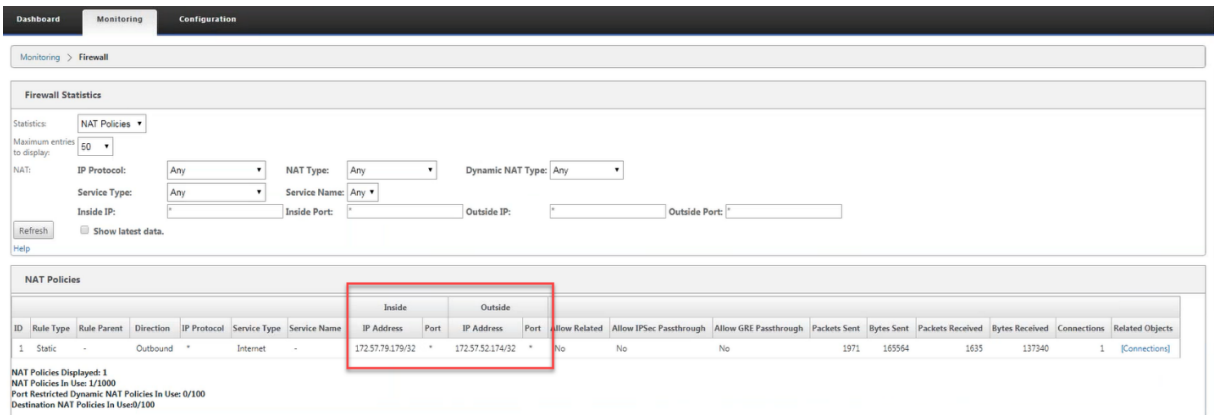 Dashboard Monitoring Configuration
Monitoring > Firewall
Firewall Statistics
Statistics: NAT Policies
Maximum entries to display: 50
NAT: IP Protocol: Any NAT Type: Any Dynamic NAT Type: Any
Service Type: Any Service Name: Any
Inside IP: * Inside Port: * Outside IP: * Outside Port: *
Refresh Show latest data.
Help
NAT Policies
Inside Outside
ID Rule Type Rule Parent Direction IP Protocol Service Type Service Name IP Address Port IP Address Port Allow Related Allow IPSec Passthrough Allow GRE Passthrough Packets Sent Bytes Sent Packets Received Bytes Received Connections Related Objects
1 Static - Outbound * Internet - 172.57.79.179/32 * 172.57.52.174/32 * No No No 1971 165564 1635 137340 1 [Connections]
NAT Policies Displayed: 1
NAT Policies In Use: 1/1000
Port Restricted Dynamic NAT Policies In Use: 0/100
Destination NAT Policies In Use:0/100